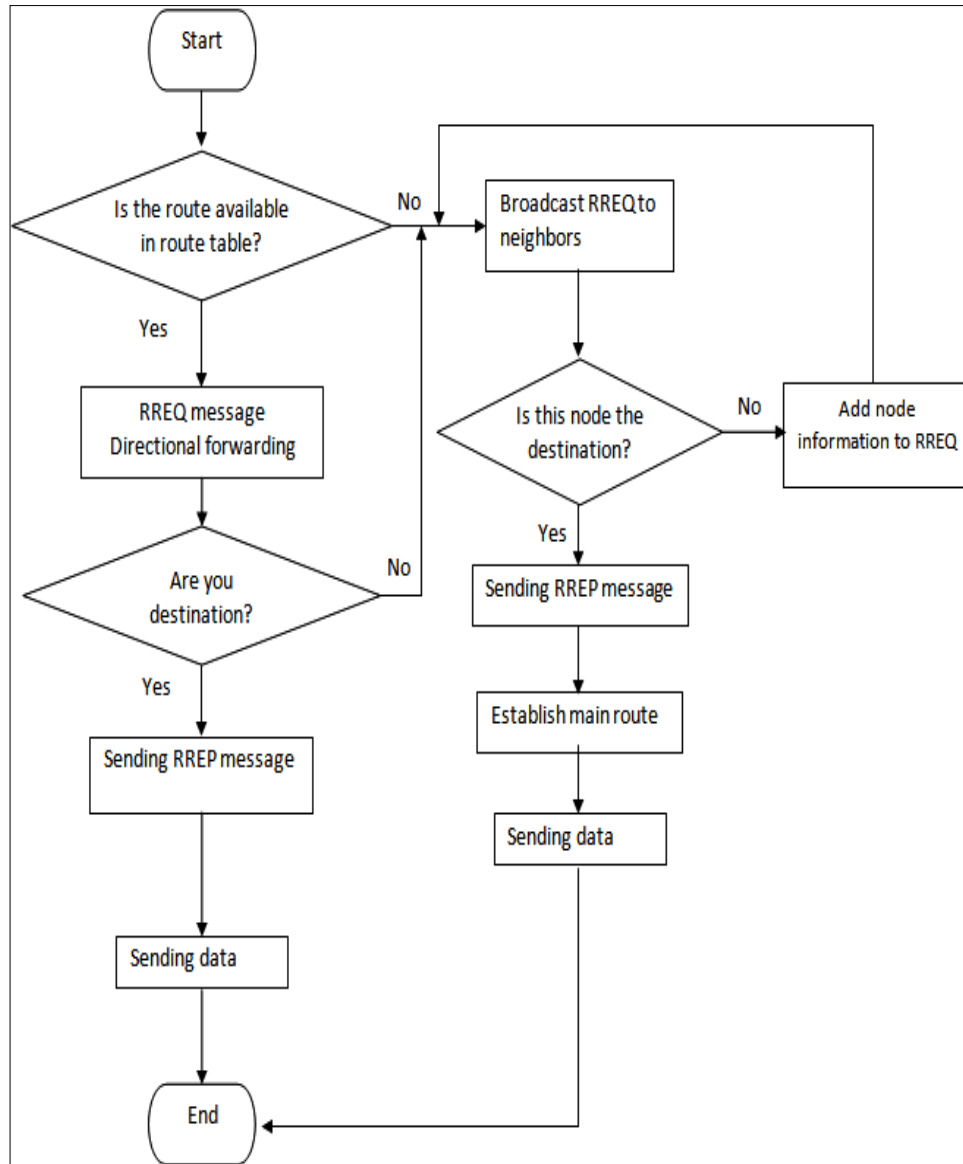 Start
Is the route available
in route table?
No
Broadcast RREQ to
neighbors
Yes
RREQ message
Directional forwarding
Is this node the
destination?
No
Add node
information to RREQ
Yes
Are you
destination?
No
Sending RREP message
Yes
Establish main route
Sending RREP message
Sending data
Sending data
End